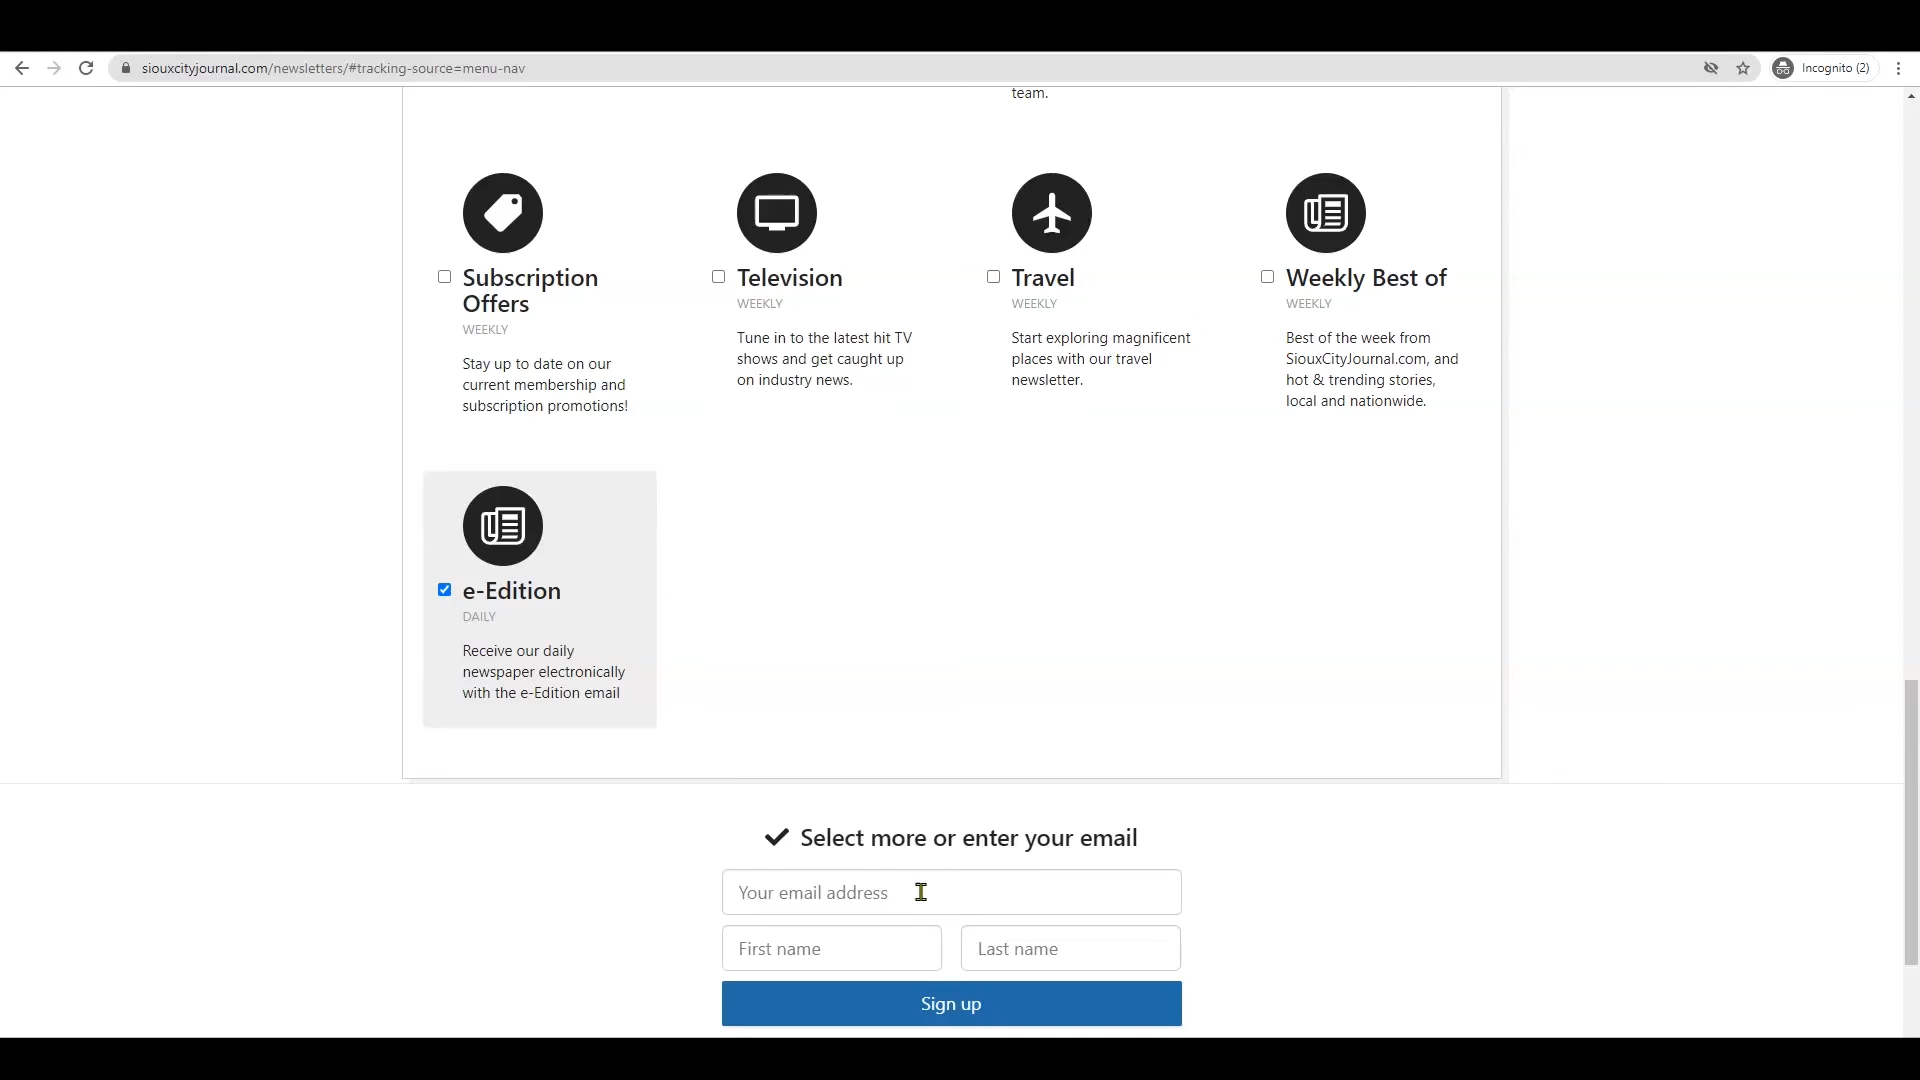 siouxcityjournal.com/newsletters/#tracking-source=menu-nav
Incognito (2)
team.
Subscription
Offers
WEEKLY
Stay up to date on our
current membership and
subscription promotions!
Television
WEEKLY
Tune in to the latest hit TV
shows and get caught up
on industry news.
Travel
WEEKLY
Start exploring magnificent
places with our travel
newsletter.
Weekly Best of
WEEKLY
Best of the week from
SiouxCityJournal.com, and
hot & trending stories,
local and nationwide.
e-Edition
DAILY
Receive our daily
newspaper electronically
with the e-Edition email
Select more or enter your email
Your email address
First name
Last name
Sign up